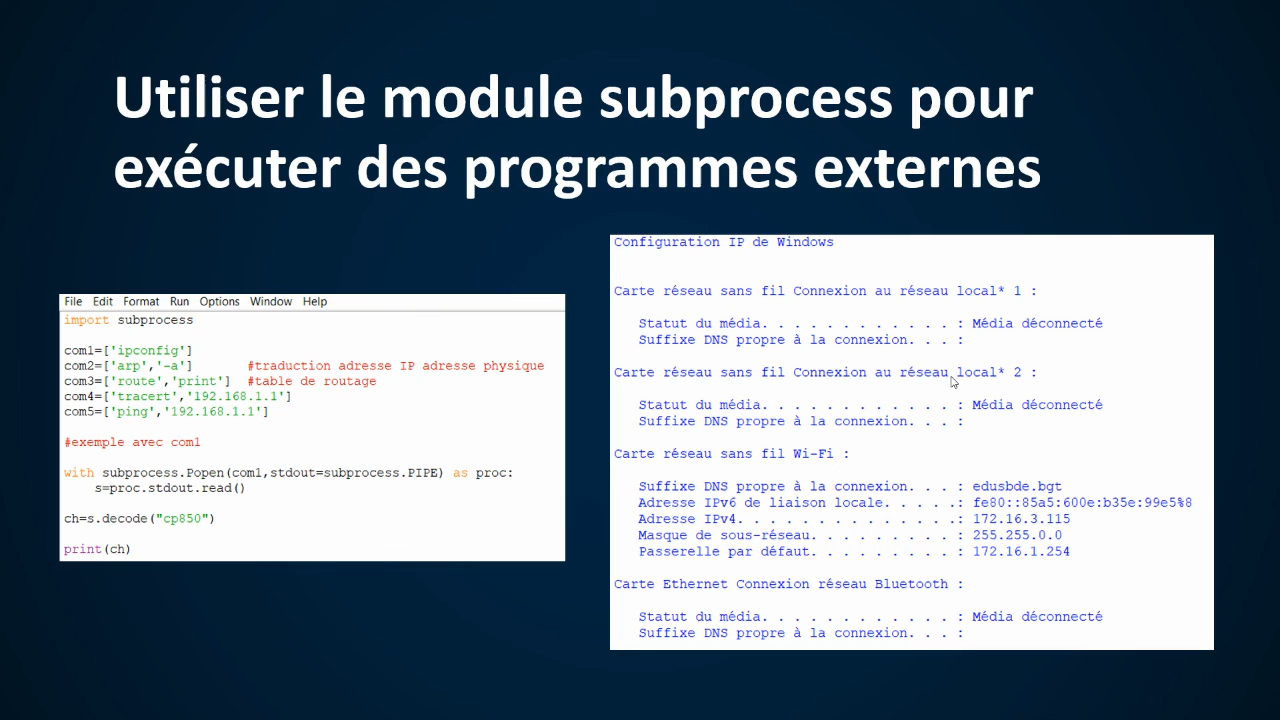 Utiliser le module subprocess pour
exécuter des programmes externes
File Edit Format Run Options Window Help
import subprocess
com1=['ipconfig']
com2=['arp','-a'] #traduction adresse IP adresse physique
com3=['route','print'] #table de routage
com4=['tracert','192.168.1.1']
com5=['ping','192.168.1.1']
#exemple avec com1
with subprocess.Popen(com1,stdout=subprocess.PIPE) as proc:
    s=proc.stdout.read()
ch=s.decode("cp850")
print(ch)
Configuration IP de Windows
Carte réseau sans fil Connexion au réseau local* 1 :
   Statut du média. . . . . . . . . . . . : Média déconnecté
   Suffixe DNS propre à la connexion. . . :
Carte réseau sans fil Connexion au réseau local* 2 :
   Statut du média. . . . . . . . . . . . : Média déconnecté
   Suffixe DNS propre à la connexion. . . :
Carte réseau sans fil Wi-Fi :
   Suffixe DNS propre à la connexion. . . : edusbde.bgt
   Adresse IPv6 de liaison locale. . . . .: fe80::85a5:600e:b35e:99e5%8
   Adresse IPv4. . . . . . . . . . . . . .: 172.16.3.115
   Masque de sous-réseau. . . . . . . . . : 255.255.0.0
   Passerelle par défaut. . . . . . . . . : 172.16.1.254
Carte Ethernet Connexion réseau Bluetooth :
   Statut du média. . . . . . . . . . . . : Média déconnecté
   Suffixe DNS propre à la connexion. . . :